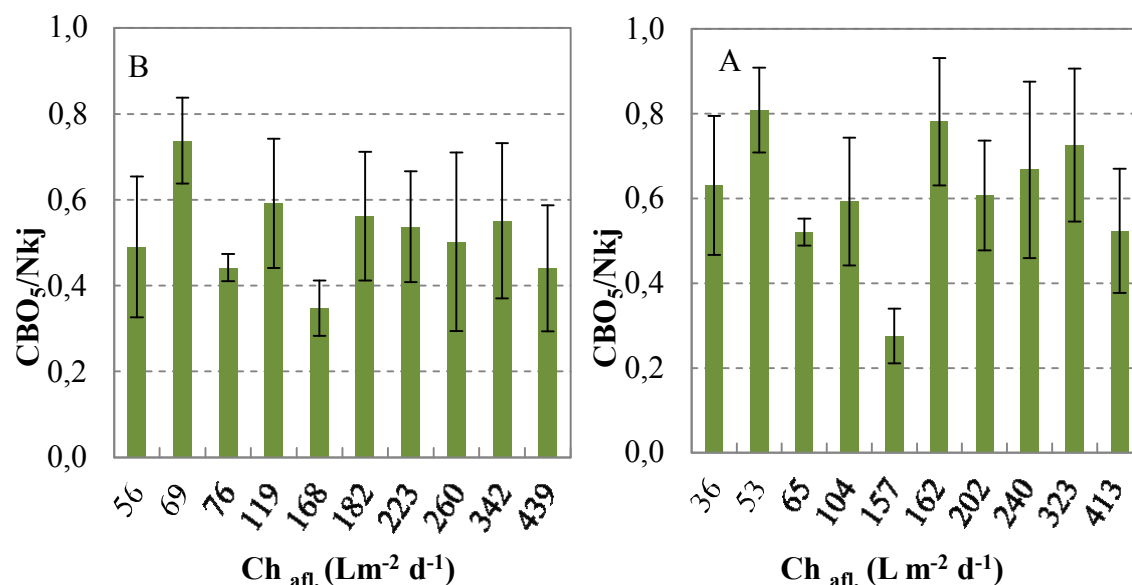 CBO₅/Nkj
1,0
0,8
0,6
0,4
0,2
0,0
B
56 69 76 119 168 182 223 260 342 439
Ch afl. (Lm⁻² d⁻¹)
CBO₅/Nkj
1,0
0,8
0,6
0,4
0,2
0,0
A
36 53 65 104 157 162 202 240 323 413
Ch afl. (L m⁻² d⁻¹)